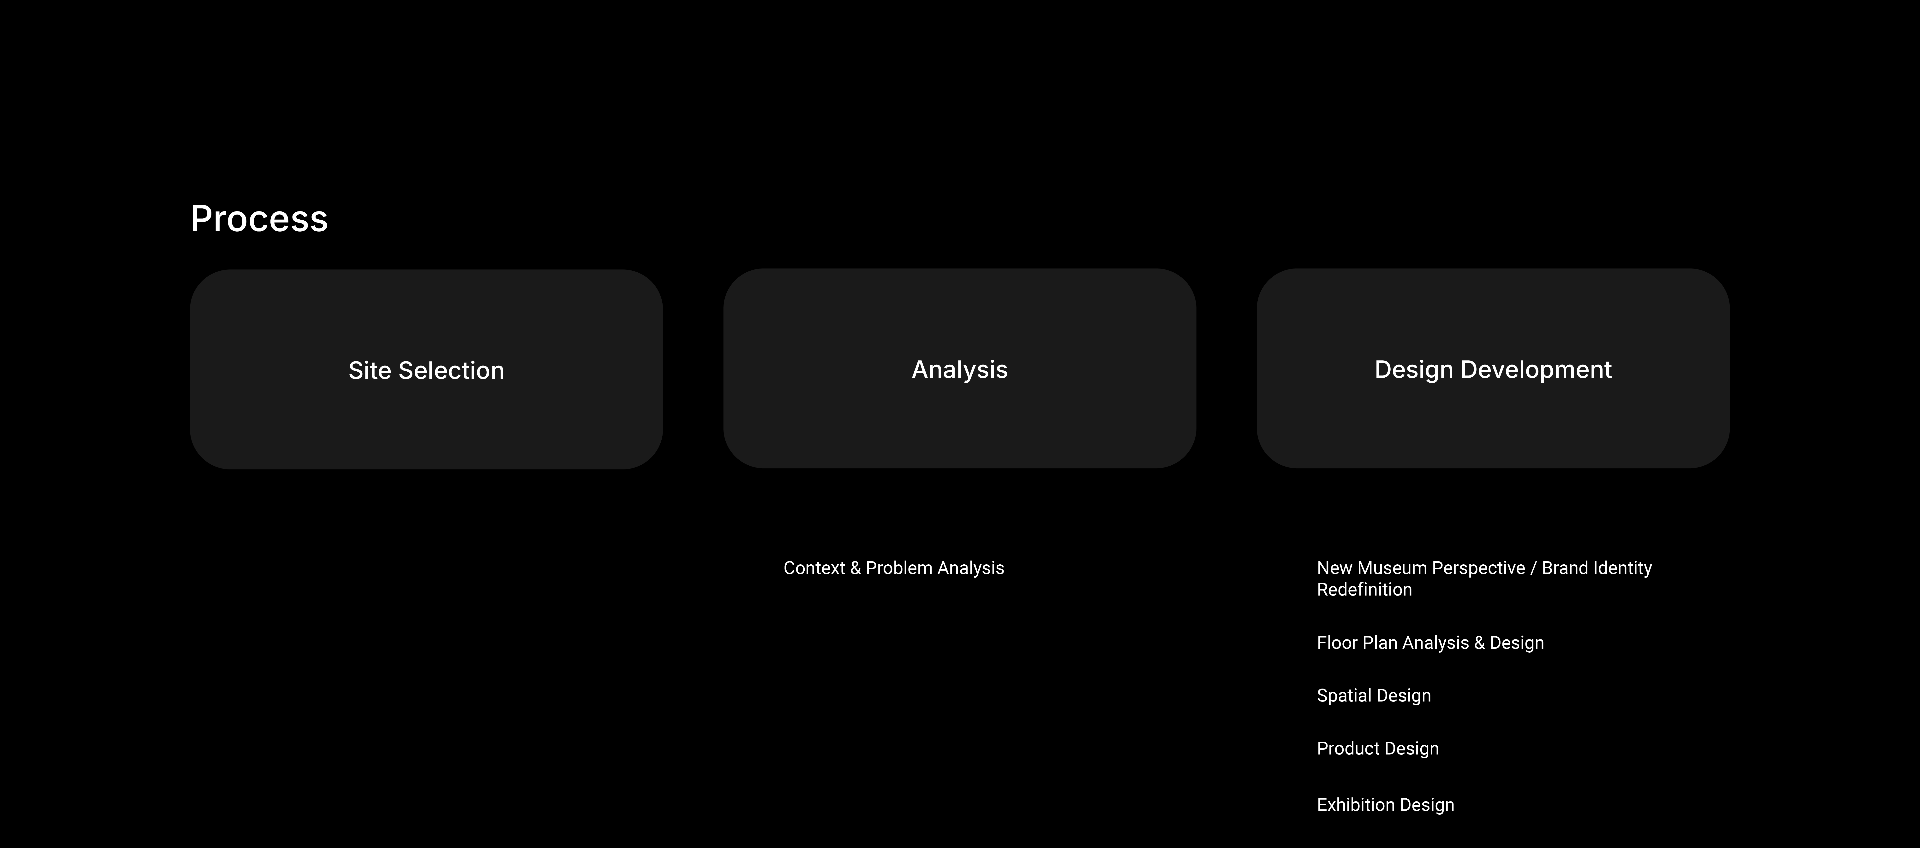 Process
Site Selection
Analysis
Design Development
Context & Problem Analysis
New Museum Perspective / Brand Identity
Redefinition
Floor Plan Analysis & Design
Spatial Design
Product Design
Exhibition Design